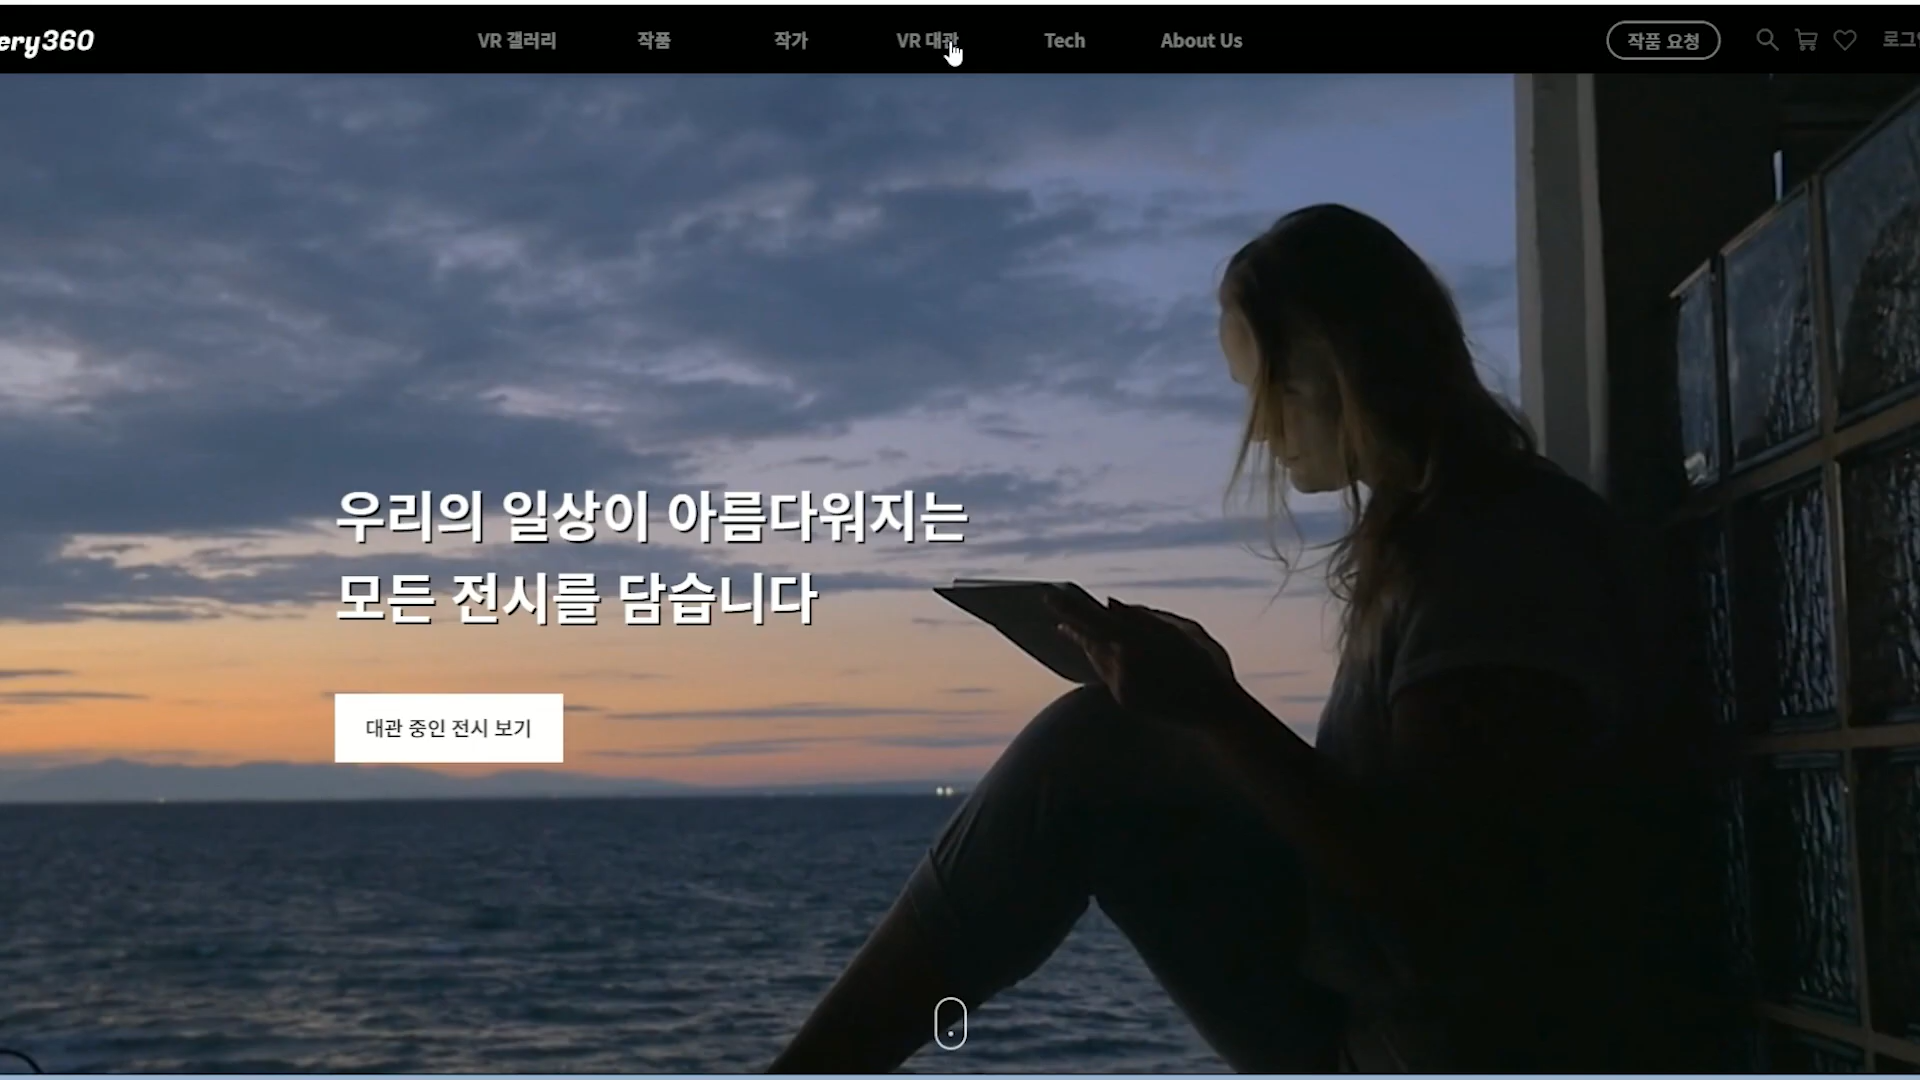 ery360
VR 갤러리 작품 작가 VR 대관 Tech About Us 작품 요청
우리의 일상이 아름다워지는
모든 전시를 담습니다
대관 중인 전시 보기